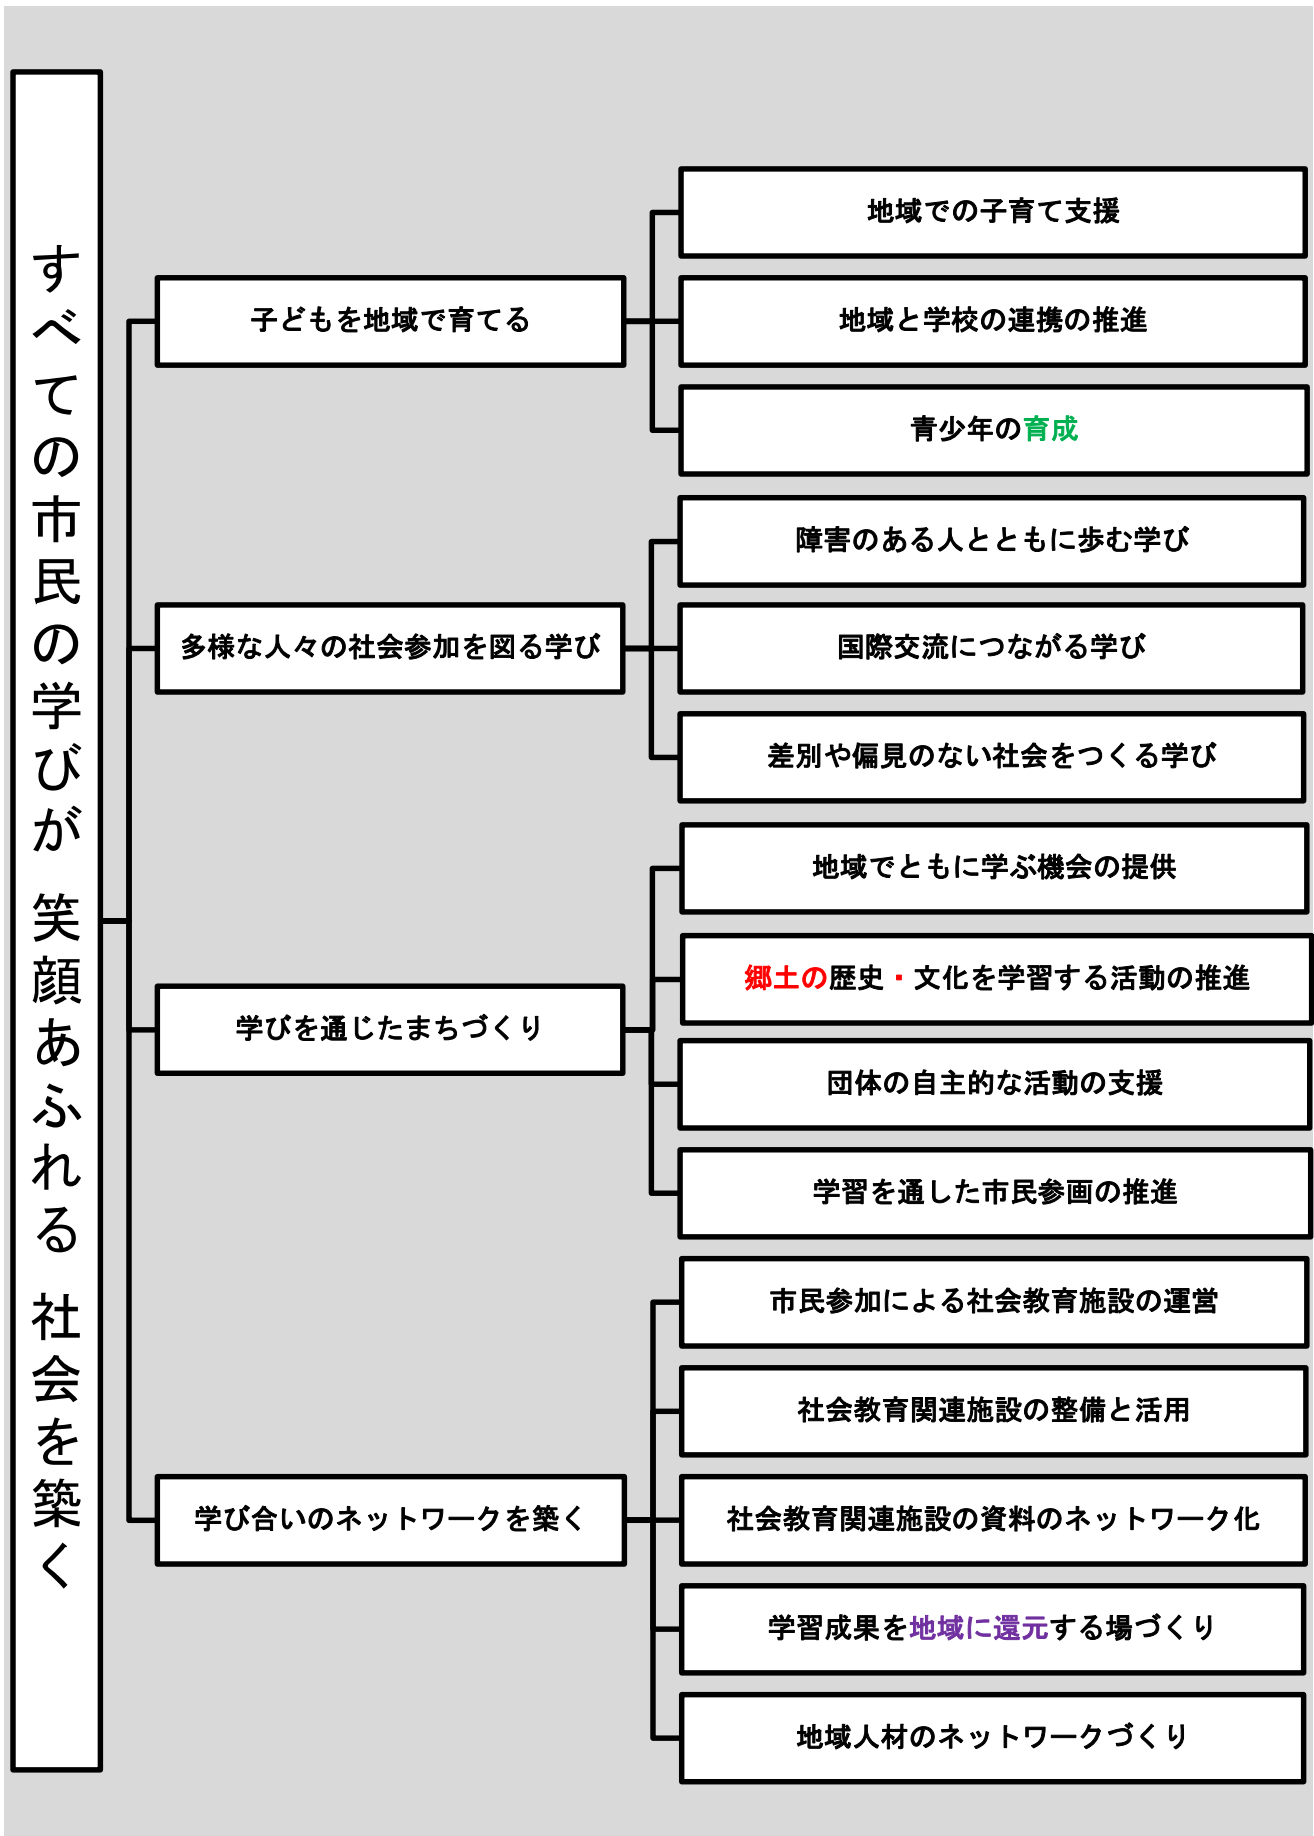 すべての市民の学びが 笑顔あふれる 社会を築く
子どもを地域で育てる
地域での子育て支援
地域と学校の連携の推進
青少年の育成
多様な人々の社会参加を図る学び
障害のある人とともに歩む学び
国際交流につながる学び
差別や偏見のない社会をつくる学び
学びを通じたまちづくり
地域でともに学ぶ機会の提供
郷土の歴史・文化を学習する活動の推進
団体の自主的な活動の支援
学習を通した市民参画の推進
学び合いのネットワークを築く
市民参加による社会教育施設の運営
社会教育関連施設の整備と活用
社会教育関連施設の資料のネットワーク化
学習成果を地域に還元する場づくり
地域人材のネットワークづくり